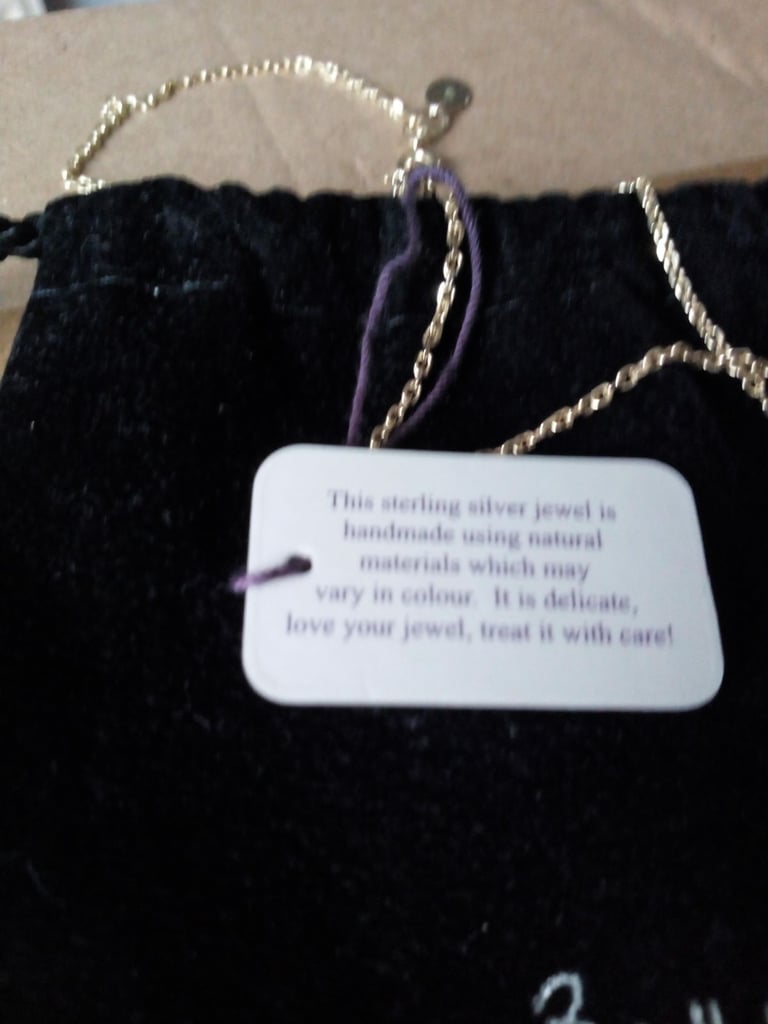 This sterling silver jewel is
handmade using natural
materials which may
vary in colour. It is delicate,
love your jewel, treat it with care!